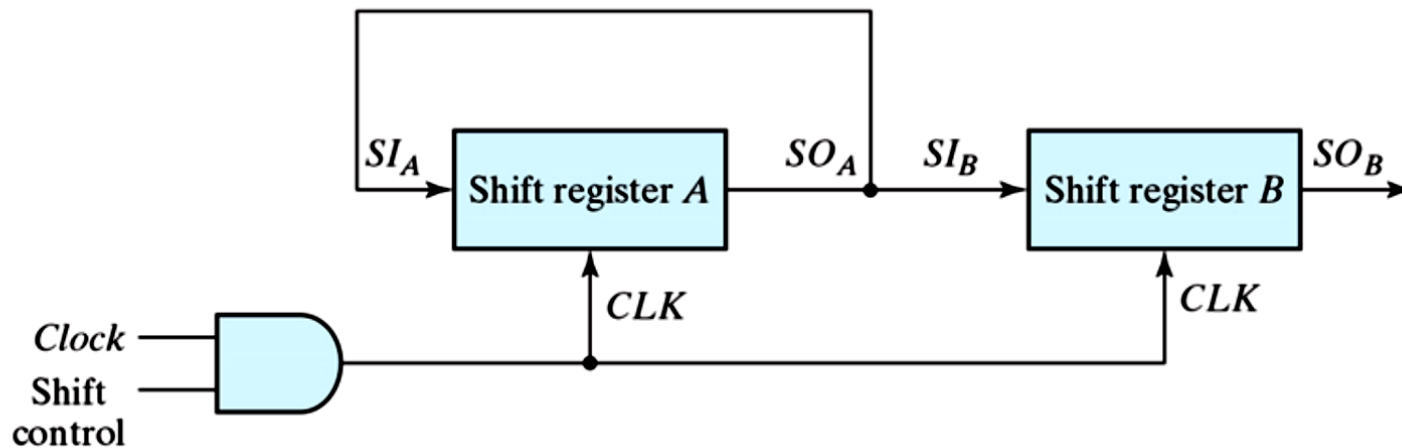 SI_A
Shift register A
SO_A
SI_B
Shift register B
SO_B
CLK
CLK
Clock
Shift
control